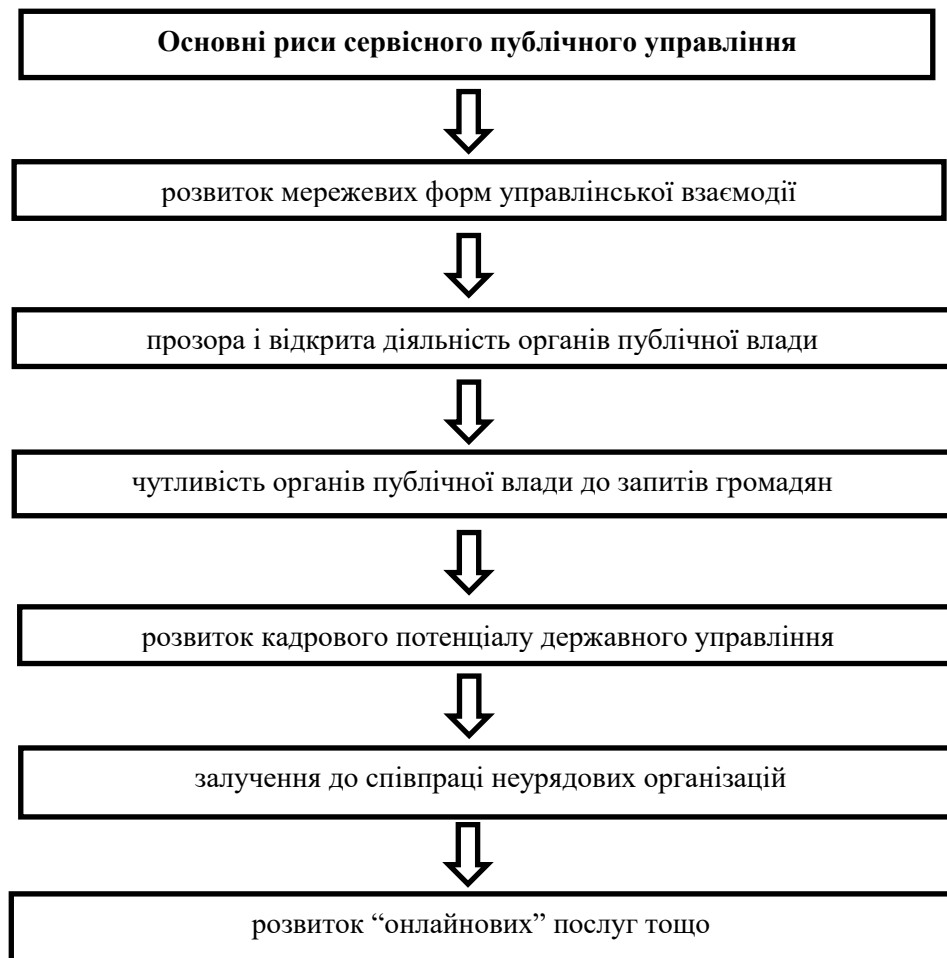 Основні риси сервісного публічного управління
розвиток мережевих форм управлінської взаємодії
прозора і відкрита діяльність органів публічної влади
чутливість органів публічної влади до запитів громадян
розвиток кадрового потенціалу державного управління
залучення до співпраці неурядових організацій
розвиток “онлайнових” послуг тощо